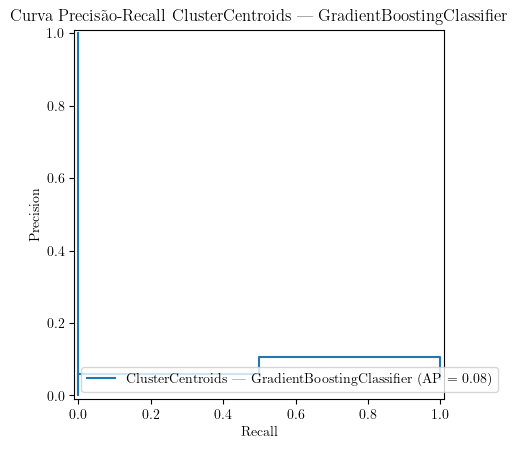 Curva Precisão-Recall ClusterCentroids — GradientBoostingClassifier
1.0
0.8
0.6
0.4
0.2
0.0
Precision
ClusterCentroids — GradientBoostingClassifier (AP = 0.08)
0.0 0.2 0.4 0.6 0.8 1.0
Recall